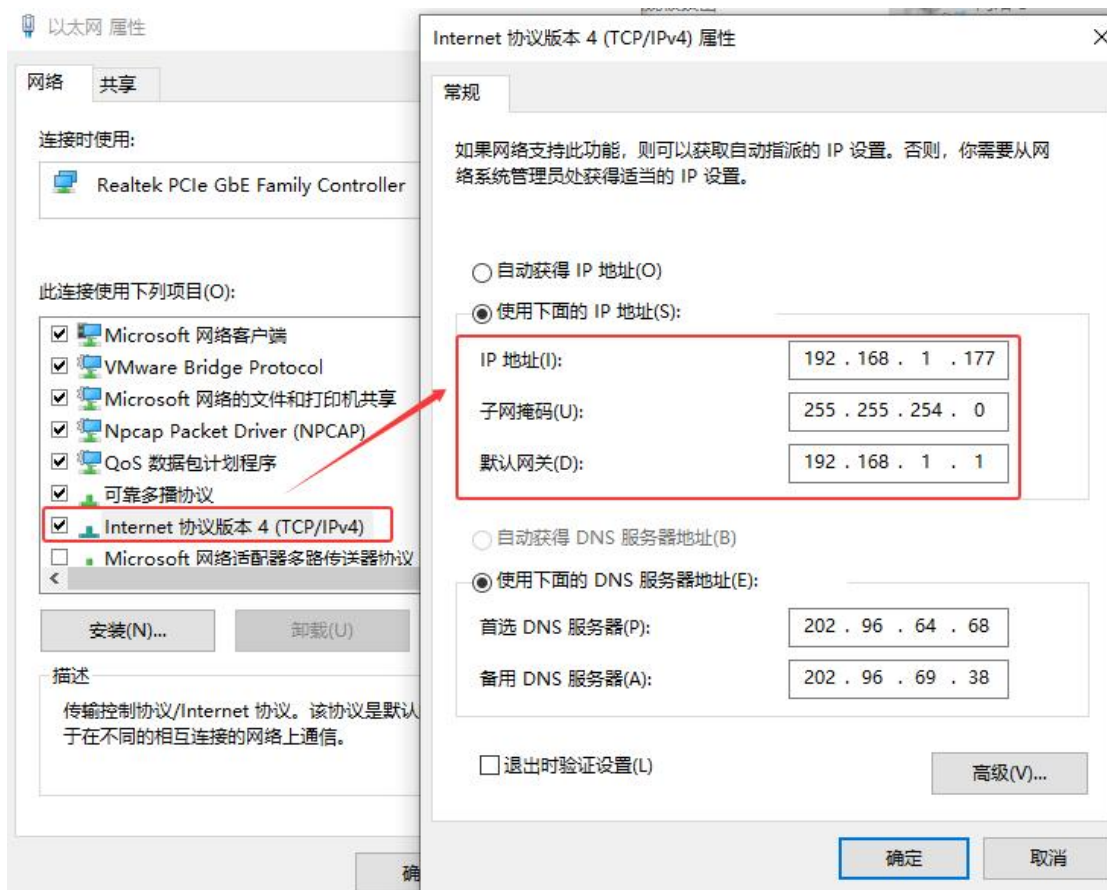 以太网 属性
网络
共享
连接时使用:
Realtek PCIe GbE Family Controller
此连接使用下列项目(O):
Microsoft 网络客户端
VMware Bridge Protocol
Microsoft 网络的文件和打印机共享
Npcap Packet Driver (NPCAP)
QoS 数据包计划程序
可靠多播协议
Internet 协议版本 4 (TCP/IPv4)
Microsoft 网络适配器多路传送器协议
安装(N)...
卸载(U)
描述
传输控制协议/Internet 协议。该协议是默认
于在不同的相互连接的网络上通信。
确
Internet 协议版本 4 (TCP/IPv4) 属性
常规
如果网络支持此功能，则可以获取自动指派的 IP 设置。否则，你需要从网
络系统管理员处获得适当的 IP 设置。
自动获得 IP 地址(O)
使用下面的 IP 地址(S):
IP 地址(I):
192 . 168 . 1 . 177
子网掩码(U):
255 . 255 . 254 . 0
默认网关(D):
192 . 168 . 1 . 1
自动获得 DNS 服务器地址(B)
使用下面的 DNS 服务器地址(E):
首选 DNS 服务器(P):
202 . 96 . 64 . 68
备用 DNS 服务器(A):
202 . 96 . 69 . 38
退出时验证设置(L)
高级(V)...
确定
取消